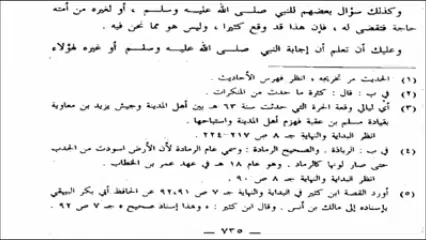 وكذلك سؤال بعضهم للنبي صلى الله عليه وسلم ، أو لغيره من أمته
حاجة فتقضى له ، فإن هذا قد وقع كثيرا ، وليس هو مما نحن فيه .
وعليك أن تعلم أن إجابة النبي صلى الله عليه وسلم أو غيره لهؤلاء
(١) الحديث مر تخريجه ، انظر فهرس الأحاديث .
(٢) في ب : قال : كثرة ما حدث من المنكرات .
(٣) أي ليالي وقعة الحرة التي حدثت سنة ٦٣ هـ بين أهل المدينة وجيش يزيد بن معاوية
بقيادة مسلم بن عقبة فهزم أهل المدينة واستباحها .
انظر البداية والنهاية جـ ٨ ص ٢١٧-٢٢٤ .
(٤) في ب : الرباذة . والصحيح الرمادة : وسمي عام الرمادة لأن الأرض اسودت من الجدب
حتى صار لونها كالرماد . وهو عام ١٨ هـ في عهد عمر بن الخطاب .
انظر البداية والنهاية جـ ٧ ص ٩٠ .
(٥) أورد القصة ابن كثير في البداية والنهاية جـ ٧ ص ٩٢،٩١ عن الحافظ أبي بكر البيهقي
بإسناده إلى مالك بن أنس . وقال ابن كثير : « وهذا إسناد صحيح » جـ ٧ ص ٩٢ .
— ٧٣٥ —